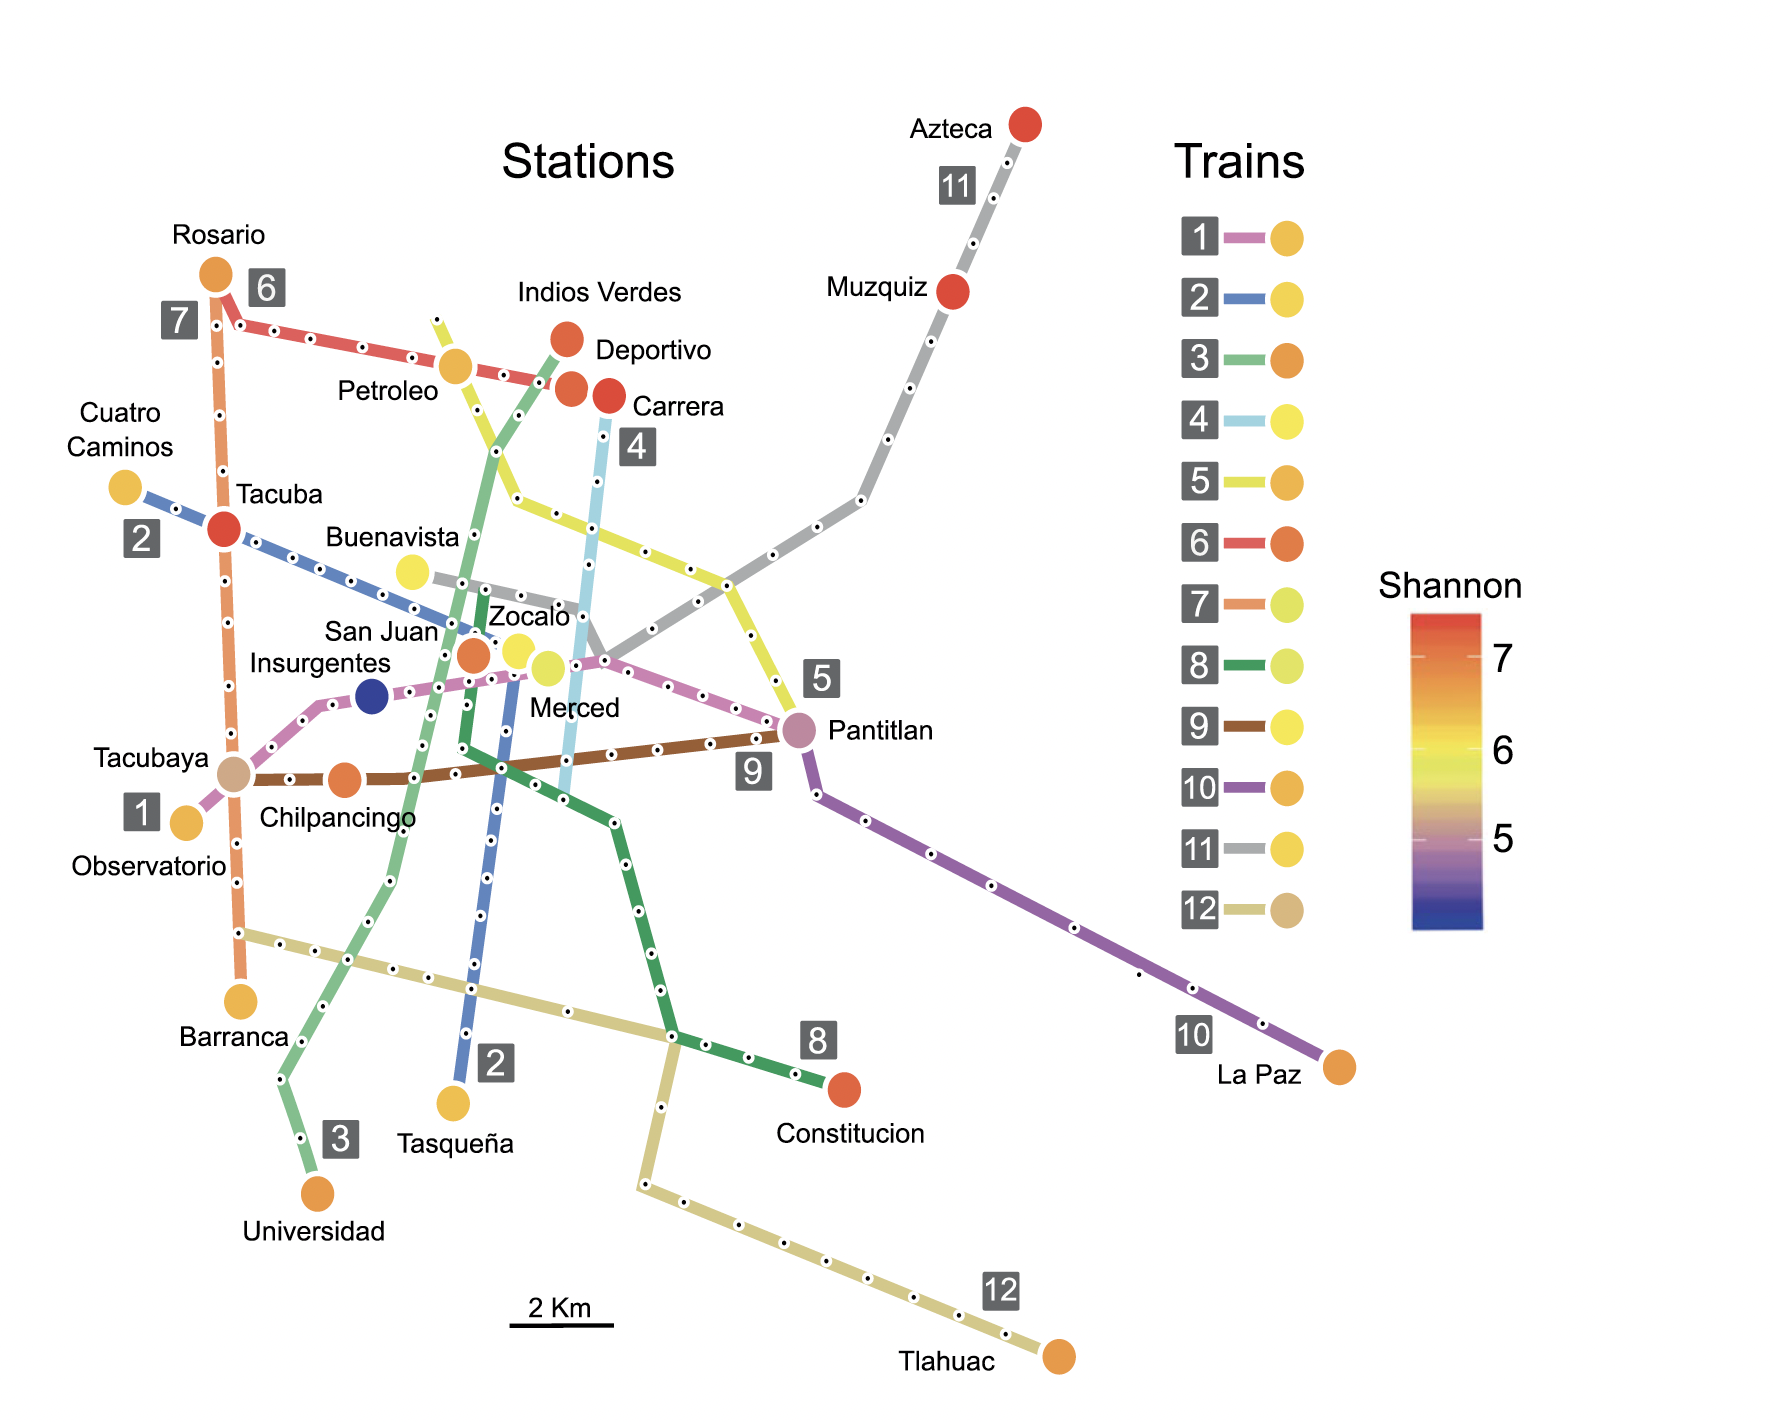 Stations
Trains
Azteca
11
Muzquiz
Rosario
6
7
Indios Verdes
Deportivo
Petroleo
Carrera
4
Cuatro
Caminos
Tacuba
2
Buenavista
Zocalo
San Juan
Insurgentes
Merced
5
Pantitlan
9
Tacubaya
1
Chilpancingo
Observatorio
Barranca
2
Tasqueña
3
Universidad
8
Constitucion
10
La Paz
12
Tlahuac
2 Km
1
2
3
4
5
6
7
8
9
10
11
12
Shannon
7
6
5